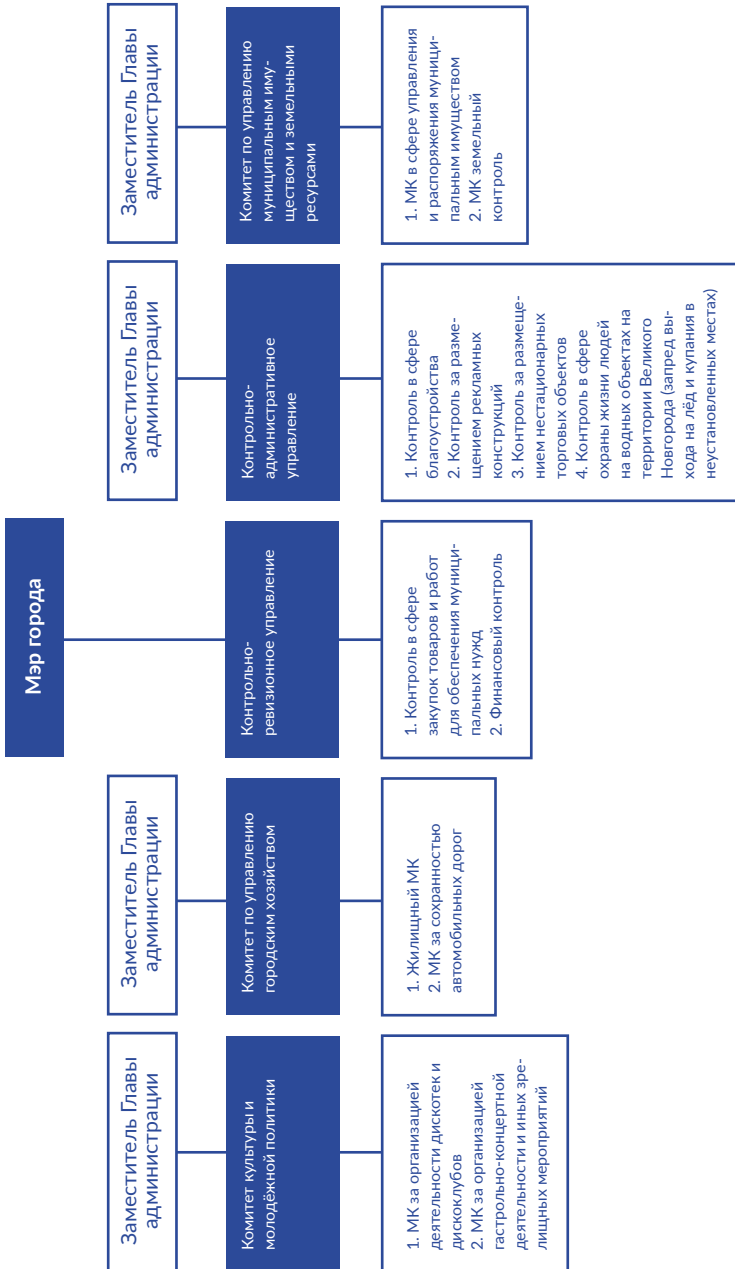 Мэр города
Заместитель Главы
администрации
Комитет культуры и
молодёжной политики
1. МК за организацией
деятельности дискотек и
дискоклубов
2. МК за организацией
гастрольно-концертной
деятельности и иных зре-
лищных мероприятий
Заместитель Главы
администрации
Комитет по управлению
городским хозяйством
1. Жилищный МК
2. МК за сохранностью
автомобильных дорог
Контрольно-
ревизионное управление
1. Контроль в сфере
закупок товаров и работ
для обеспечения муници-
пальных нужд
2. Финансовый контроль
Заместитель Главы
администрации
Контрольно-
административное
управление
1. Контроль в сфере
благоустройства
2. Контроль за разме-
щением рекламных
конструкций
3. Контроль за размеще-
нием нестационарных
торговых объектов
4. Контроль в сфере
охраны жизни людей
на водных объектах на
территории Великого
Новгорода (запред вы-
хода на лёд и купания в
неустановленных местах)
Заместитель Главы
администрации
Комитет по управлению
муниципальным иму-
ществом и земельными
ресурсами
1. МК в сфере управления
и распоряжения муници-
пальным имуществом
2. МК земельный
контроль